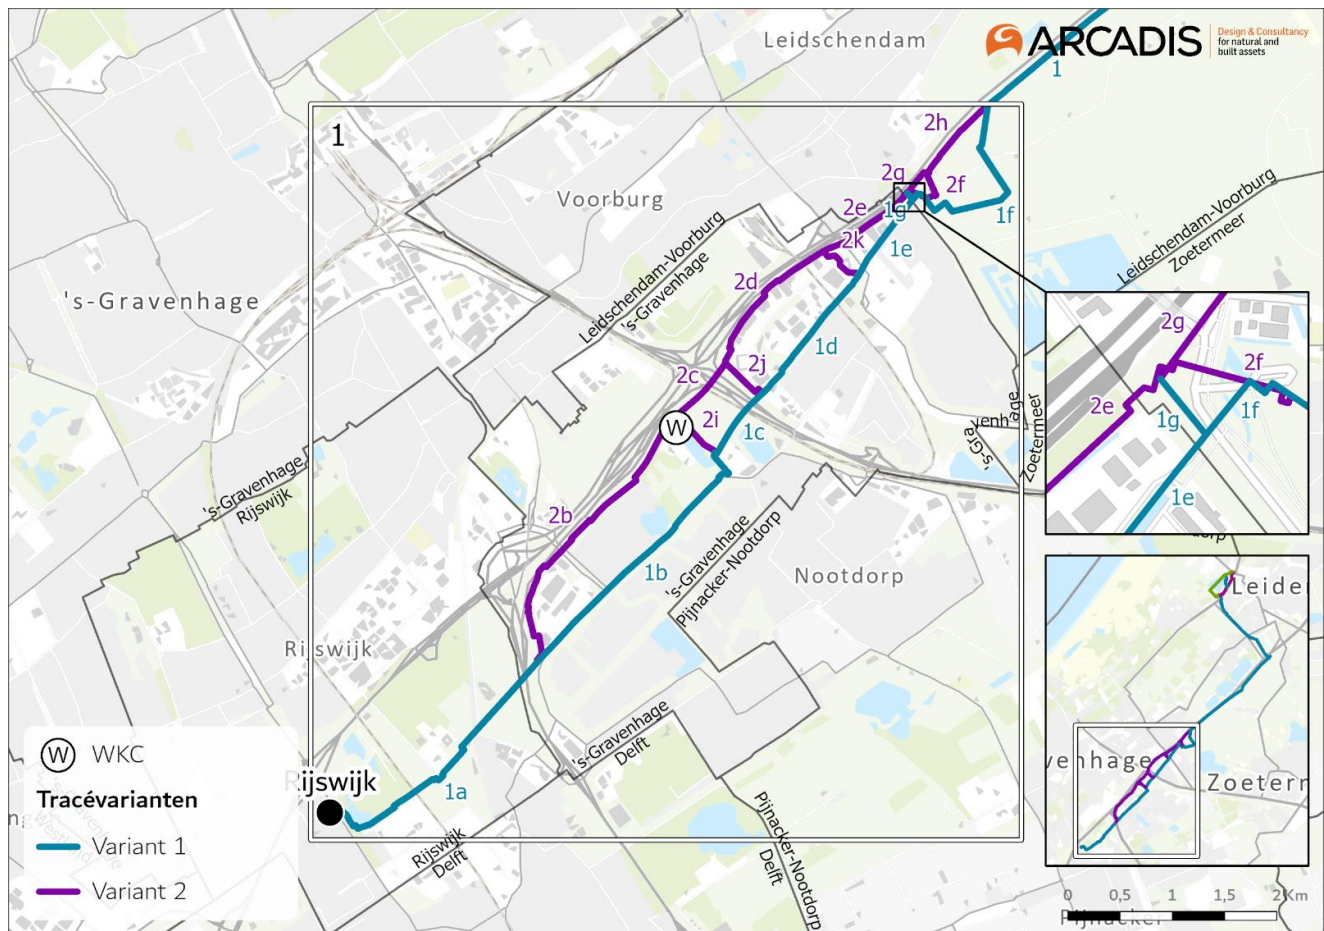 Leidschendam
ARCADIS
Design & Consultancy
for natural and
built assets
1
1
2h
2g
2f
1f
1g
2e
2k
1e
Voorburg
Leidschendam-Voorburg
's-Gravenhage
Leidschendam-Voorburg
Zoetermeer
's-Gravenhage
2d
1d
2j
2c
2i
W
1c
's-Gravenhage
Zoetermeer
's-Gravenhage
Rijswijk
2b
1b
's-Gravenhage
Pijnacker-Nootdorp
Nootdorp
Rijswijk
's-Gravenhage
Delft
1a
Rijswijk
Rijswijk
Delft
Pijnacker-Nootdorp
Delft
2g
2f
2e
1g
1f
1e
Leiden
venhage
Zoeterm
W WKC
Tracévarianten
Variant 1
Variant 2
0 0,5 1 1,5 2 Km
Pijnacker